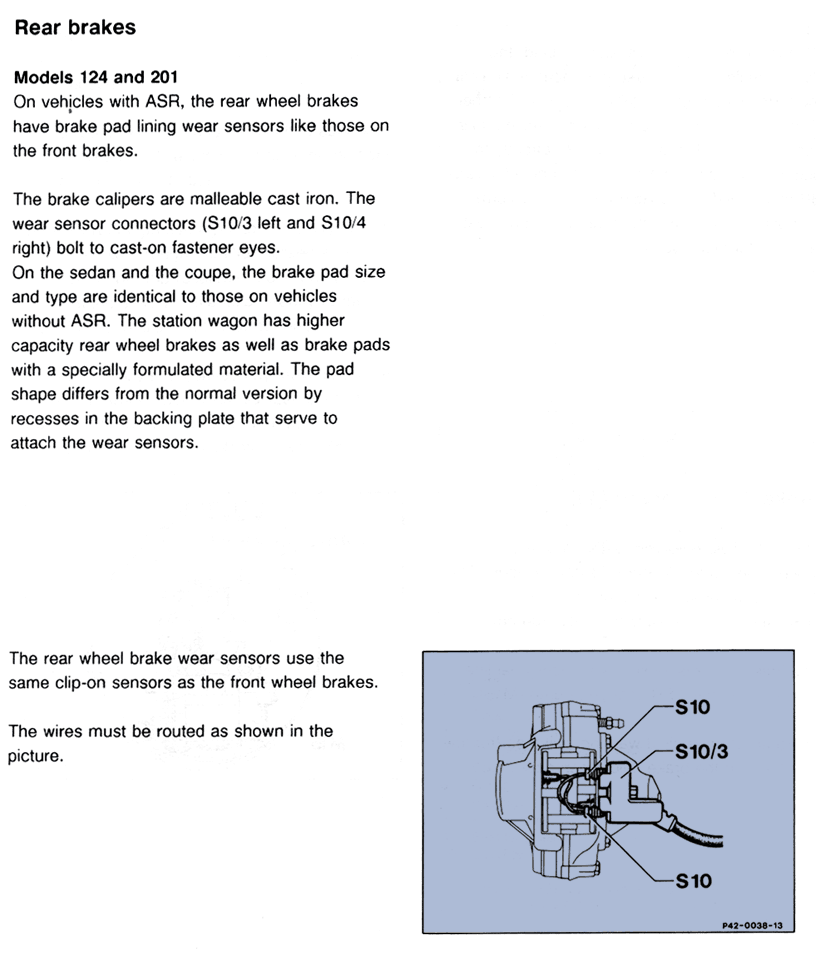 Rear brakes
Models 124 and 201
On vehicles with ASR, the rear wheel brakes
have brake pad lining wear sensors like those on
the front brakes.
The brake calipers are malleable cast iron. The
wear sensor connectors (S10/3 left and S10/4
right) bolt to cast-on fastener eyes.
On the sedan and the coupe, the brake pad size
and type are identical to those on vehicles
without ASR. The station wagon has higher
capacity rear wheel brakes as well as brake pads
with a specially formulated material. The pad
shape differs from the normal version by
recesses in the backing plate that serve to
attach the wear sensors.
The rear wheel brake wear sensors use the
same clip-on sensors as the front wheel brakes.
The wires must be routed as shown in the
picture.
S10
S10/3
S10
P42-0038-13